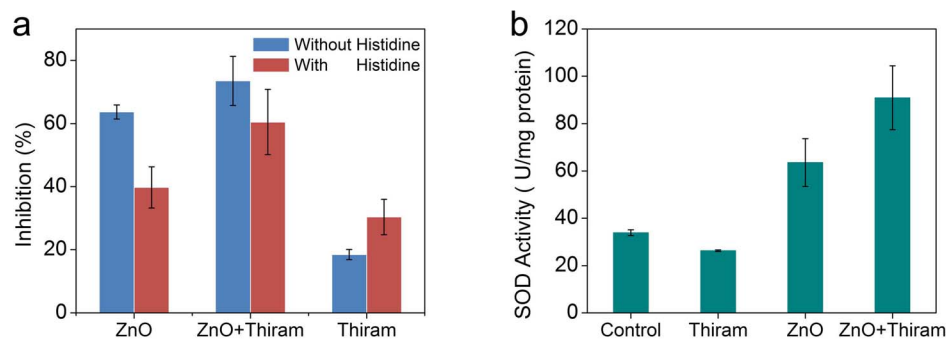 a
Inhibition (%)
80
60
40
20
0
Without Histidine
With Histidine
ZnO ZnO+Thiram Thiram
b
SOD Activity ( U/mg protein)
120
100
80
60
40
20
0
Control Thiram ZnO ZnO+Thiram